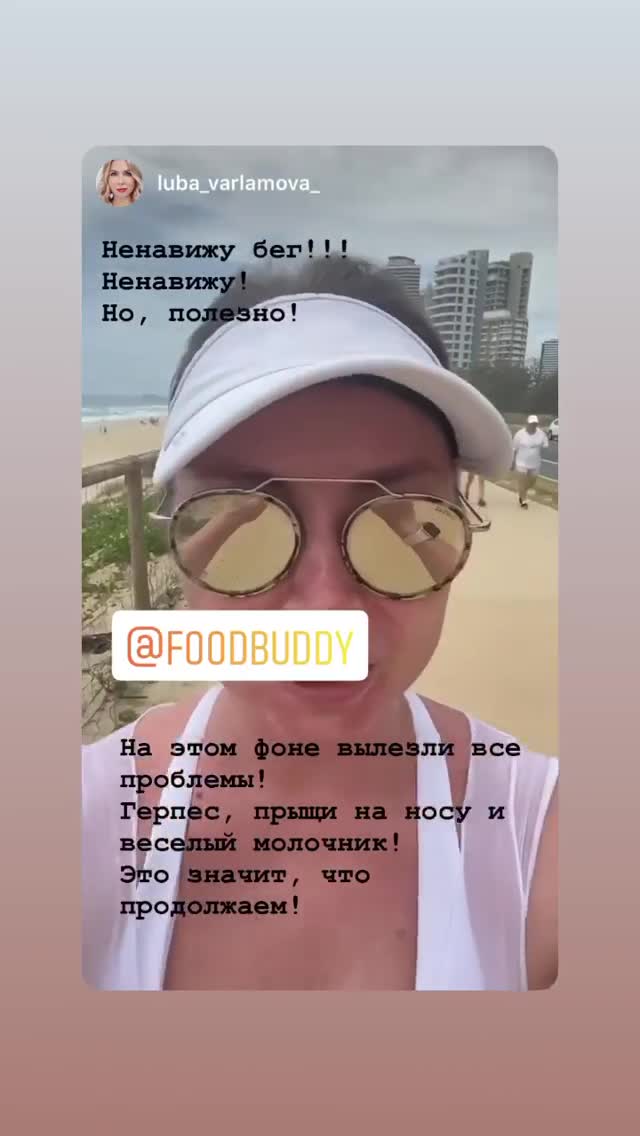 luba_varlamova_
Ненавижу бег!!!
Ненавижу!
Но, полезно!
@FOODBUDDY
На этом фоне вылезли все
проблемы!
Герпес, прыщи на носу и
веселый молочник!
Это значит, что
продолжаем!